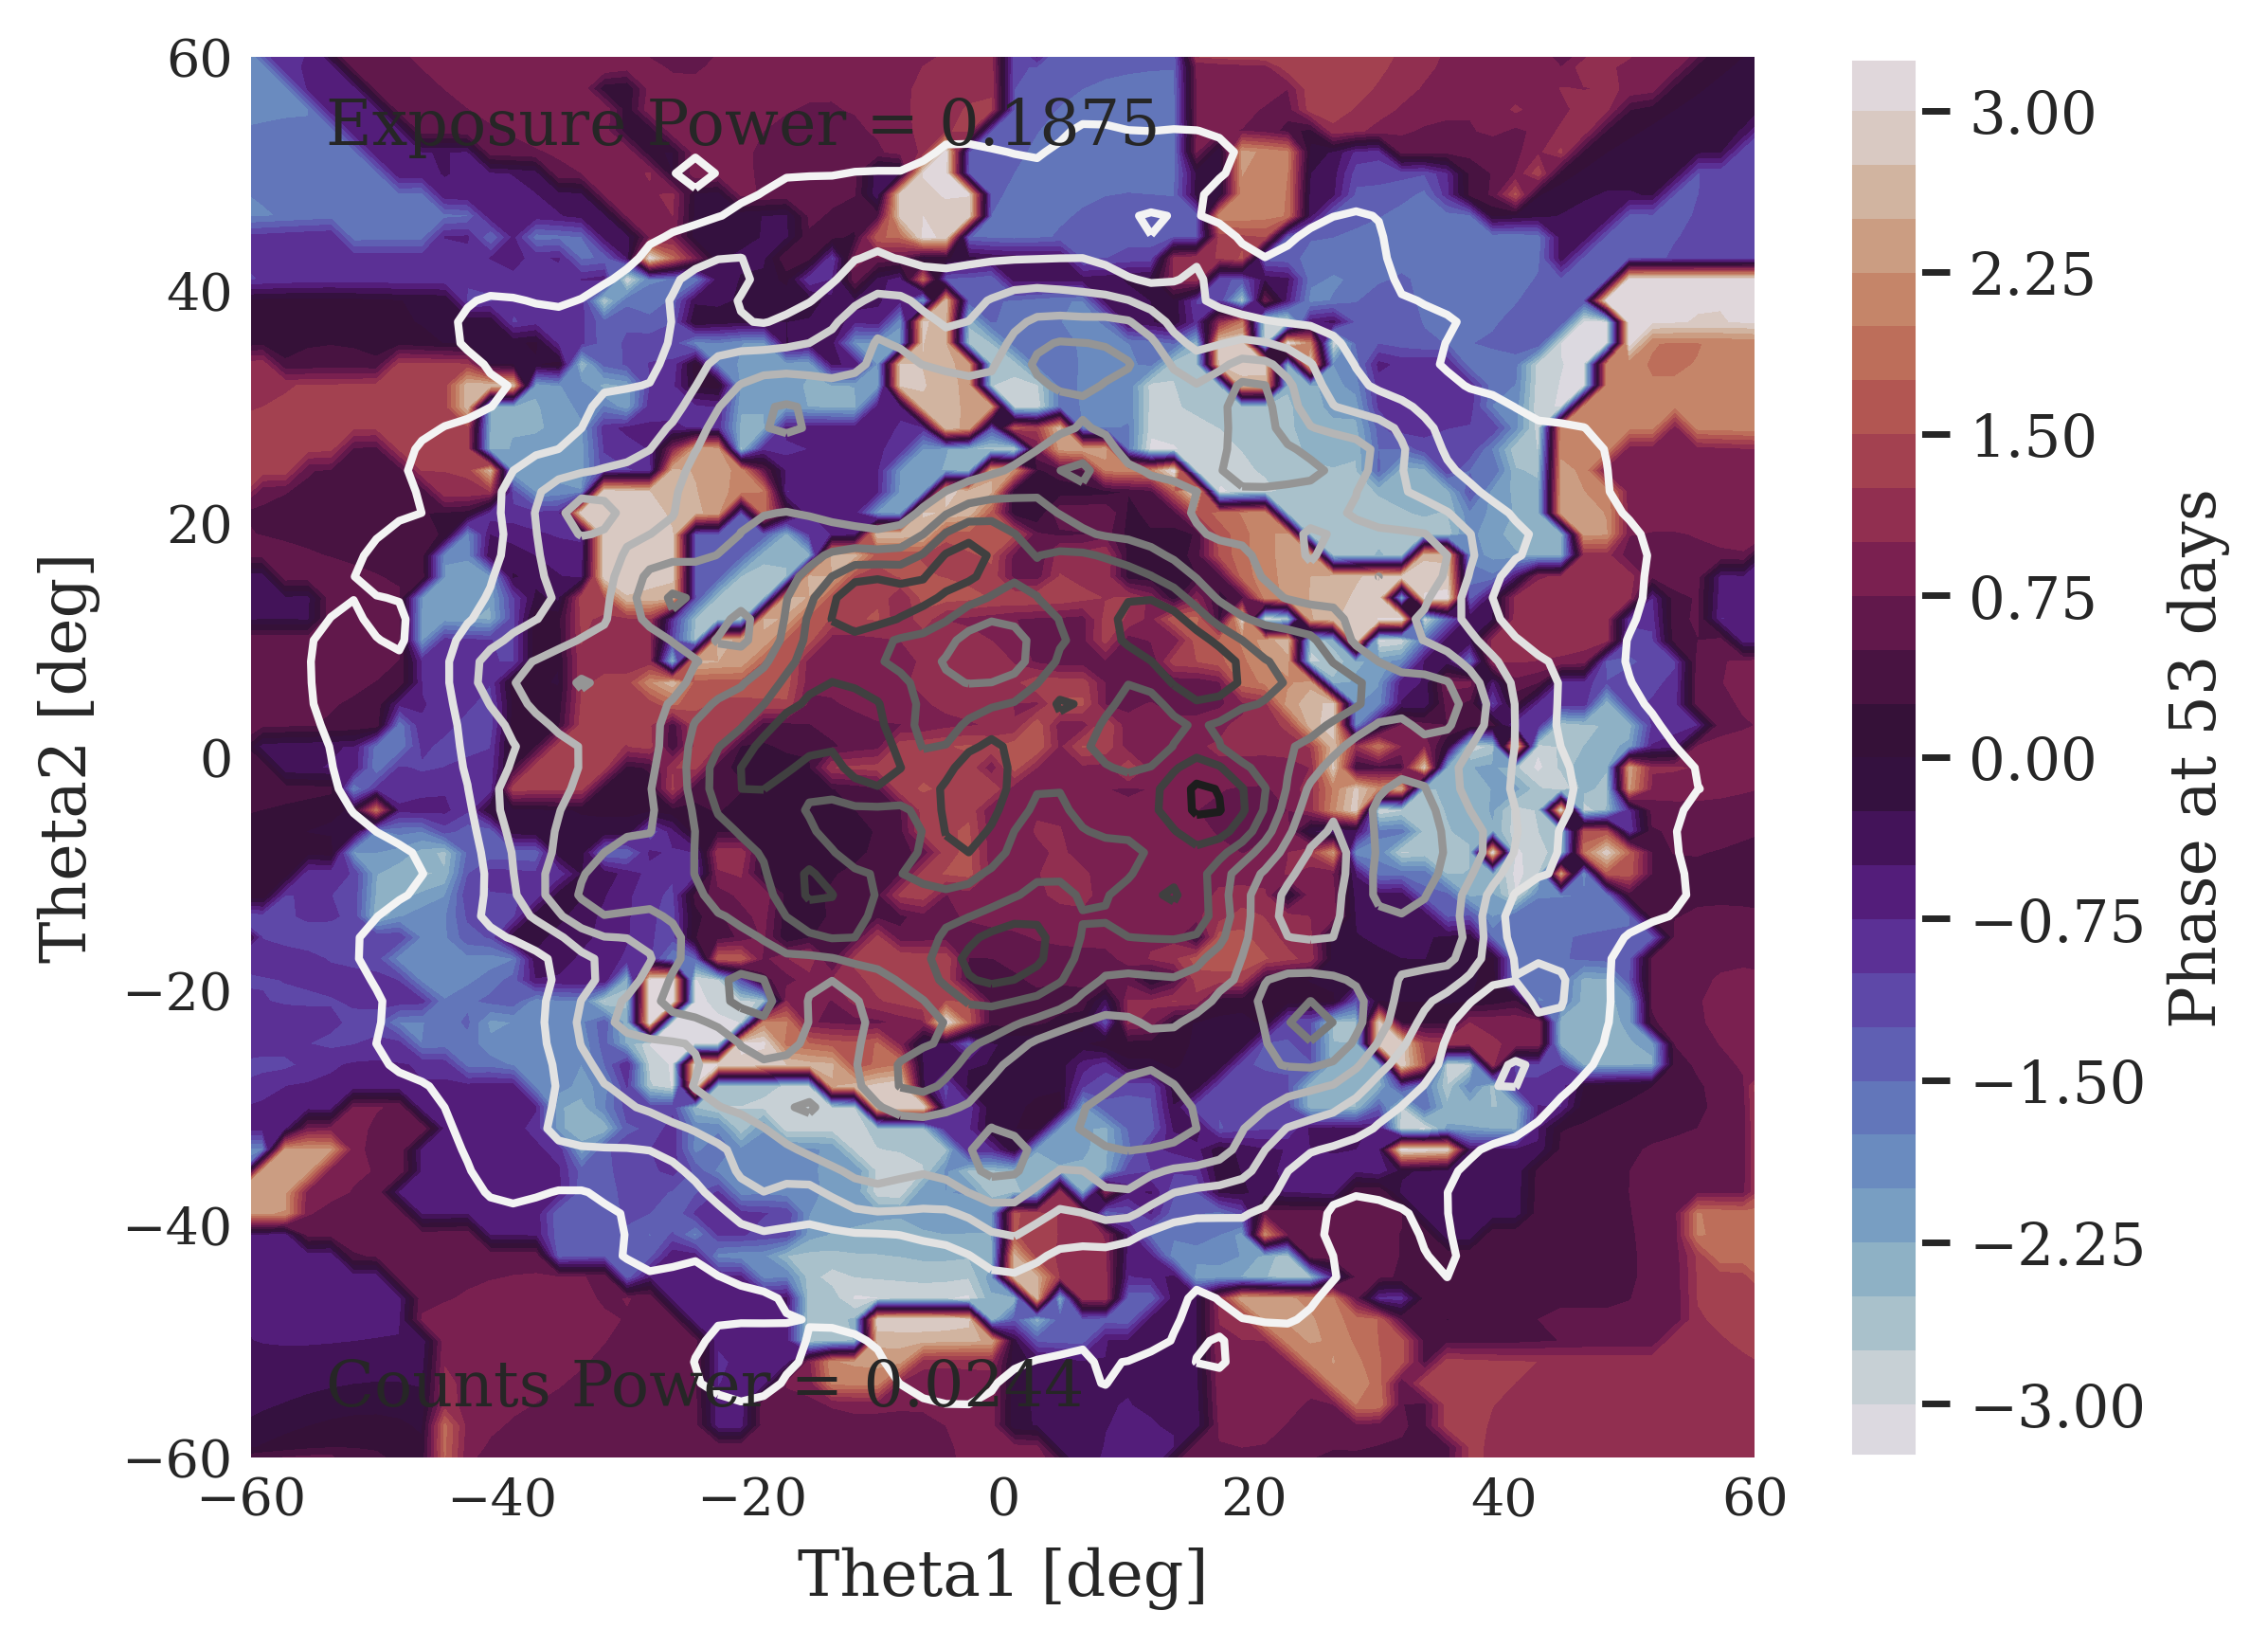 Exposure Power = 0.1875
Counts Power = 0.0244
60
40
20
0
−20
−40
−60
−60 −40 −20 0 20 40 60
Theta1 [deg]
Theta2 [deg]
3.00
2.25
1.50
0.75
0.00
−0.75
−1.50
−2.25
−3.00
Phase at 53 days